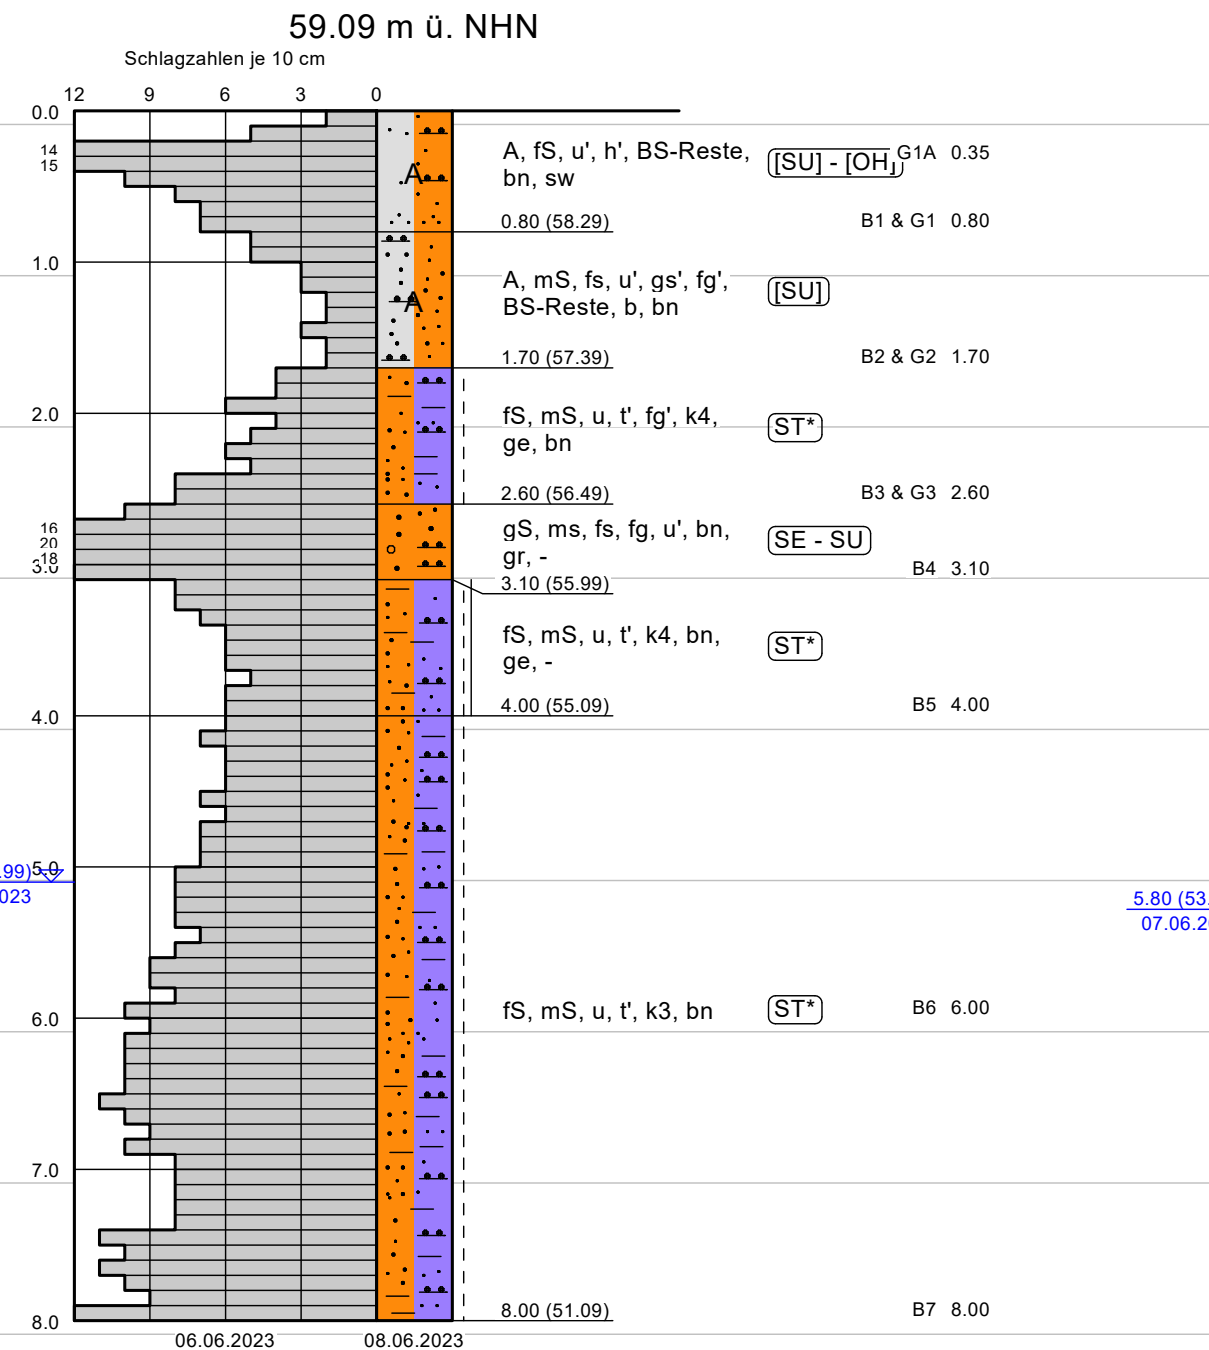 59.09 m ü. NHN
Schlagzahlen je 10 cm
12 9 6 3 0
0.0
14
15
A, fS, u', h', BS-Reste,
bn, sw
[SU] - [OH]
G1A 0.35
A
0.80 (58.29)
B1 & G1 0.80
1.0
A, mS, fs, u', gs', fg',
BS-Reste, b, bn
[SU]
A
1.70 (57.39)
B2 & G2 1.70
2.0
fS, mS, u, t', fg', k4,
ge, bn
ST*
2.60 (56.49)
B3 & G3 2.60
16
20
18
3.0
gS, ms, fs, fg, u', bn,
gr, -
SE - SU
B4 3.10
3.10 (55.99)
fS, mS, u, t', k4, bn,
ge, -
ST*
4.00 (55.09)
B5 4.00
4.0
5.0
.99)
023
5.80 (53.
07.06.20
6.0
fS, mS, u, t', k3, bn
ST*
B6 6.00
7.0
8.00 (51.09)
B7 8.00
8.0
06.06.2023 08.06.2023